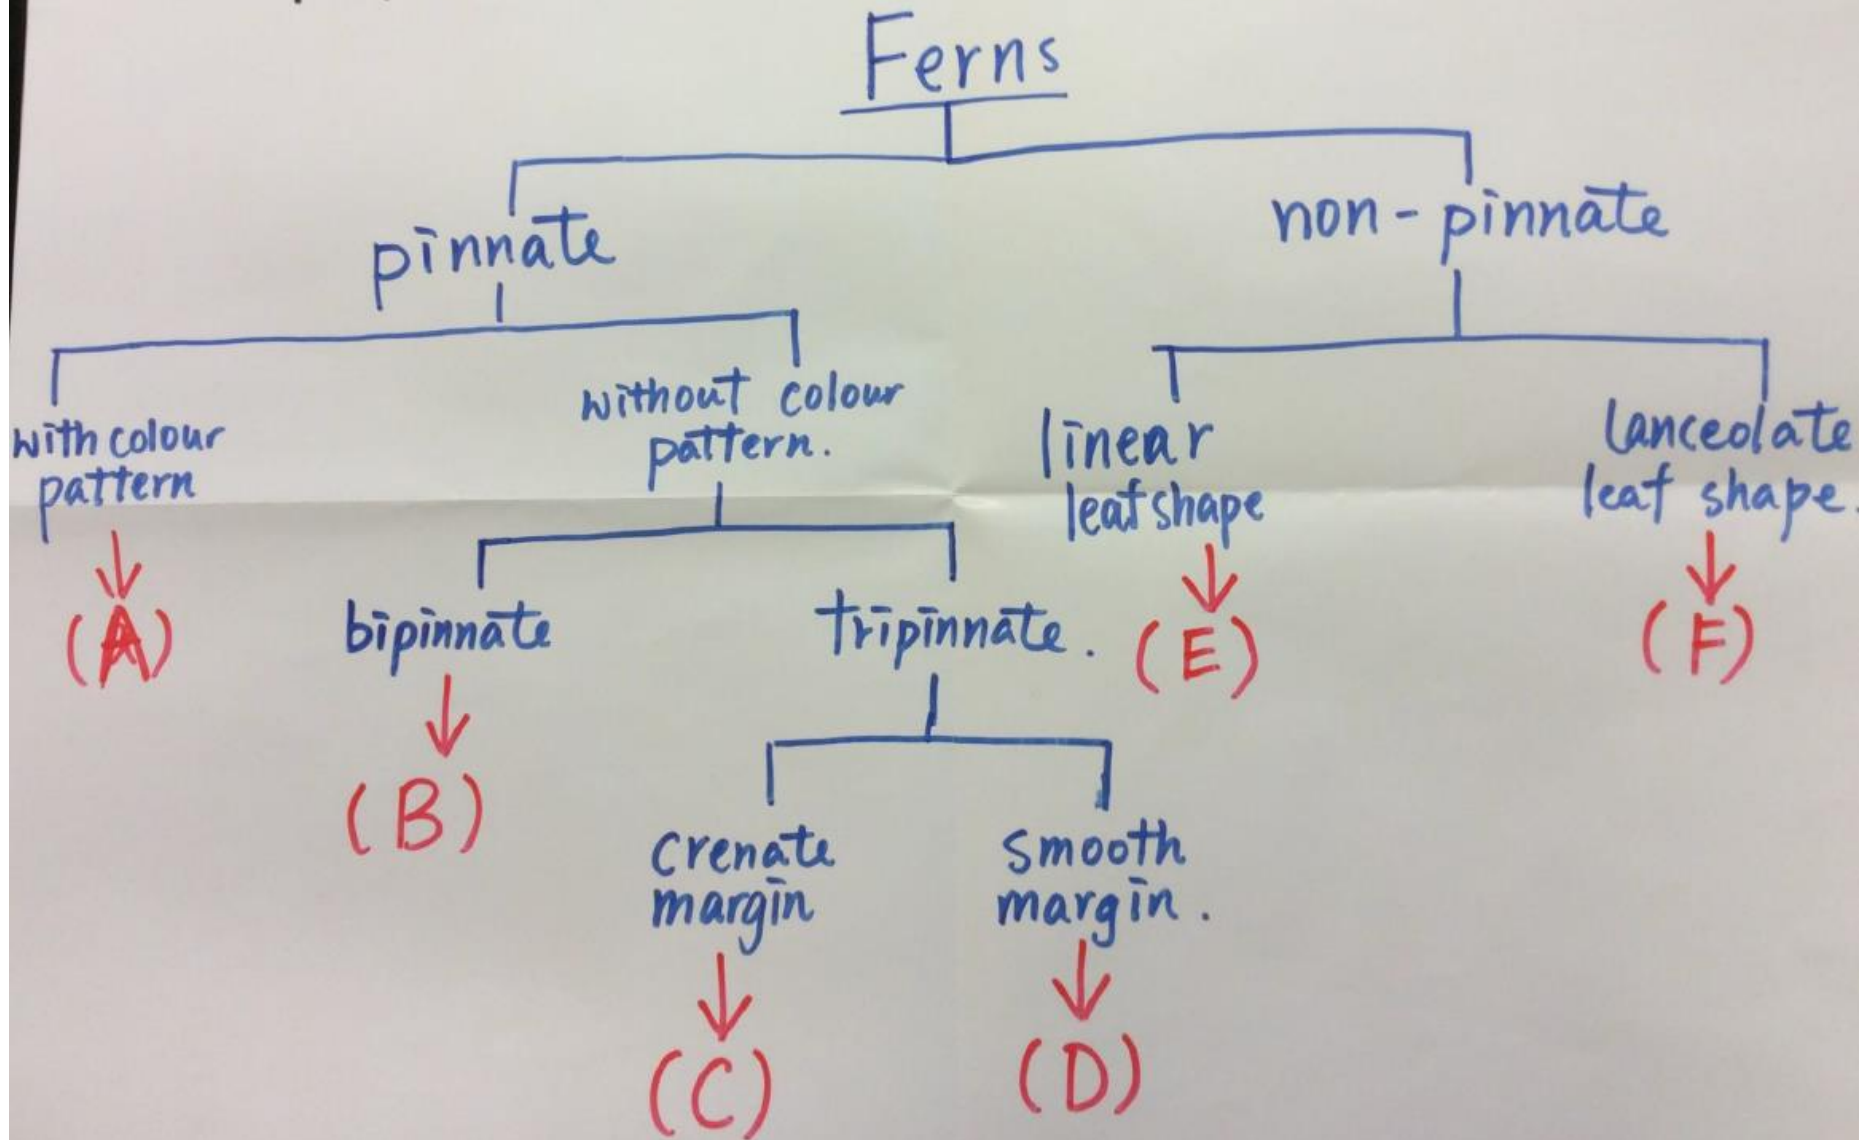 Ferns
pinnate
non-pinnate
with colour
pattern
without colour
pattern.
linear
leaf shape
lanceolate
leaf shape.
(A)
bipinnate
tripinnate.
(E)
(F)
(B)
crenate
margin
smooth
margin.
(C)
(D)